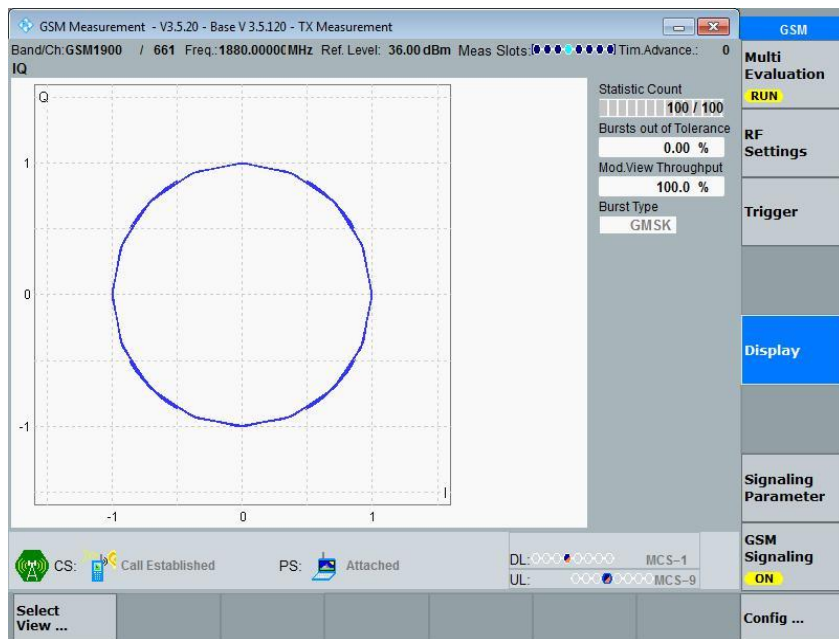 GSM Measurement - V3.5.20 - Base V 3.5.120 - TX Measurement
GSM
Band/Ch:GSM1900 / 661 Freq.:1880.0000 MHz Ref. Level: 36.00 dBm Meas Slots: Tim.Advance.: 0
IQ
Multi
Evaluation
RUN
Statistic Count
100 / 100
Bursts out of Tolerance
0.00 %
Mod.View Throughput
100.0 %
Burst Type
GMSK
RF
Settings
Trigger
Display
Q
1
0
-1
I
-1 0 1
Signaling
Parameter
GSM
Signaling
ON
CS: Call Established PS: Attached
DL: MCS-1
UL: MCS-9
Select
View ...
Config ...